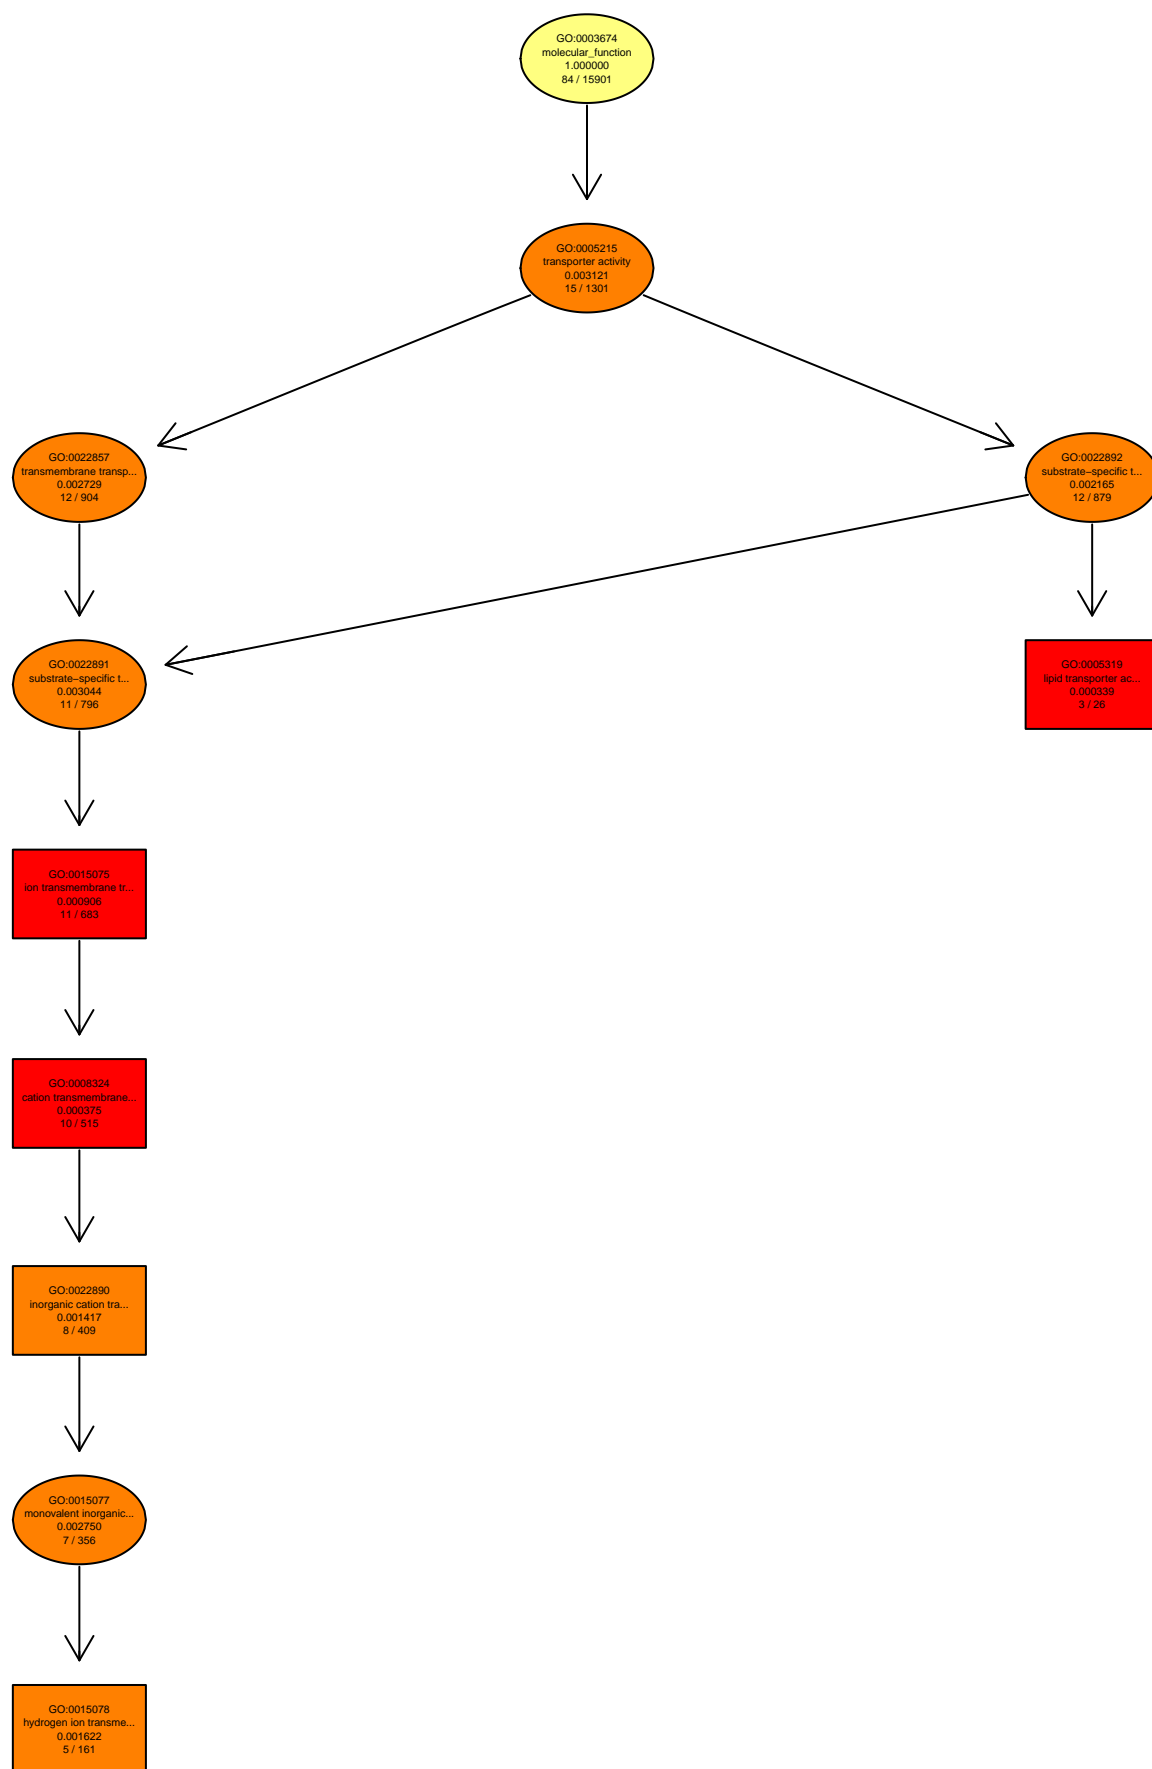 GO:0003674
molecular_function
1.000000
84 / 15901
GO:0005215
transporter activity
0.003121
15 / 1301
GO:0022857
transmembrane transp...
0.002729
12 / 904
GO:0022892
substrate−specific t...
0.002165
12 / 879
GO:0022891
substrate−specific t...
0.003044
11 / 796
GO:0005319
lipid transporter ac...
0.000339
3 / 26
GO:0015075
ion transmembrane tr...
0.000906
11 / 683
GO:0008324
cation transmembrane...
0.000375
10 / 515
GO:0022890
inorganic cation tra...
0.001417
8 / 409
GO:0015077
monovalent inorganic...
0.002750
7 / 356
GO:0015078
hydrogen ion transme...
0.001622
5 / 161